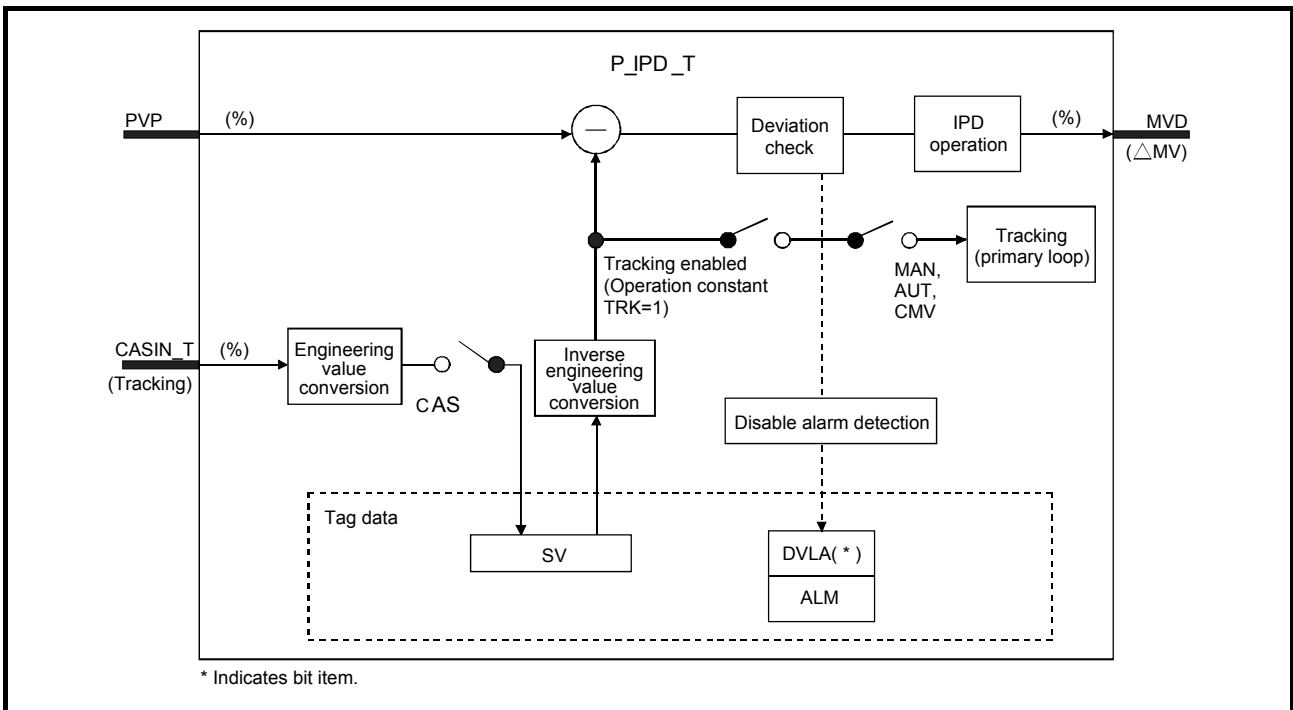 P_IPD_T
PVP
(%)
—
Deviation
check
IPD
operation
(%)
MVD
(△MV)
Tracking enabled
(Operation constant
TRK=1)
MAN,
AUT,
CMV
Tracking
(primary loop)
CASIN_T
(Tracking)
(%)
Engineering
value
conversion
CAS
Inverse
engineering
value
conversion
Disable alarm detection
Tag data
SV
DVLA( * )
ALM
* Indicates bit item.